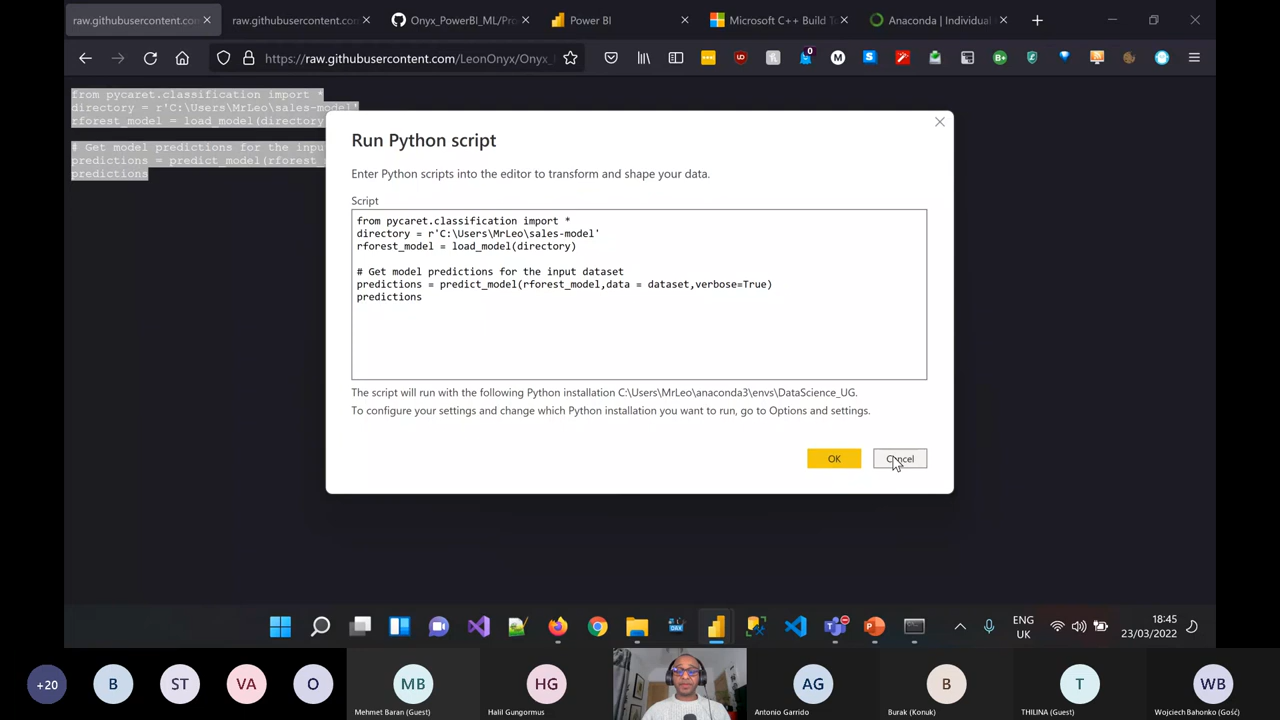 raw.githubusercontent.com/
raw.githubusercontent.com/
Onyx_PowerBI_ML/Pro
Power BI
Microsoft C++ Build T
Anaconda | Individual
https://raw.githubusercontent.com/LeonOnyx/Onyx_
0
from pycaret.classification import *
directory = r'C:\Users\MrLeo\sales-model'
rforest_model = load_model(directory
# Get model predictions for the inpu
predictions = predict_model(rforest_
predictions
Run Python script
Enter Python scripts into the editor to transform and shape your data.
Script
from pycaret.classification import *
directory = r'C:\Users\MrLeo\sales-model'
rforest_model = load_model(directory)
# Get model predictions for the input dataset
predictions = predict_model(rforest_model,data = dataset,verbose=True)
predictions
The script will run with the following Python installation C:\Users\MrLeo\anaconda3\envs\DataScience_UG.
To configure your settings and change which Python installation you want to run, go to Options and settings.
OK
Cancel
ENG
UK
18:45
23/03/2022
+20
B
ST
VA
O
MB
HG
AG
B
T
WB
Mehmet Baran (Guest)
Halil Gungormus
Antonio Garrido
Burak (Konuk)
THILINA (Guest)
Wojciech Bahonko (Gość)